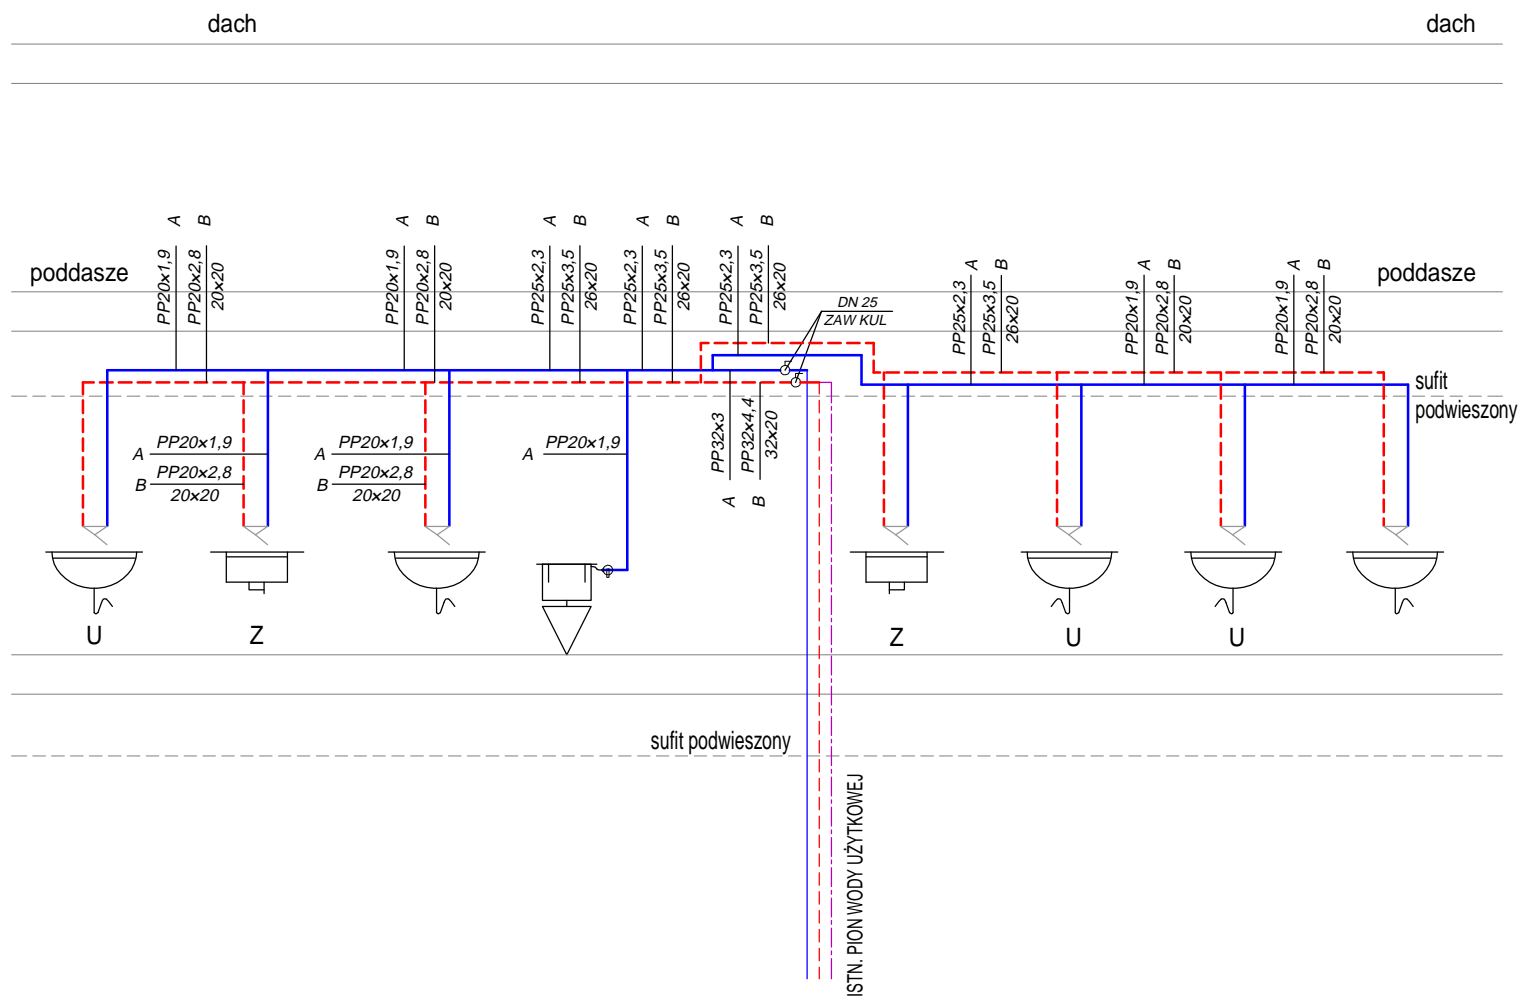 dach
dach
A
B
A
B
A
B
A
B
A
B
PP20x1,9
PP20x2,8
20x20
PP20x1,9
PP20x2,8
20x20
PP25x2,3
PP25x3,5
26x20
PP25x2,3
PP25x3,5
26x20
PP25x2,3
PP25x3,5
26x20
A
B
A
B
A
B
PP25x2,3
PP25x3,5
26x20
PP20x1,9
PP20x2,8
20x20
PP20x1,9
PP20x2,8
20x20
poddasze
poddasze
DN 25
ZAW KUL
sufit
podwieszony
A
PP20x1,9
B
PP20x2,8
20x20
A
PP20x1,9
B
PP20x2,8
20x20
A
PP20x1,9
PP32x3
PP32x4,4
32x20
A
B
U
Z
Z
U
U
sufit podwieszony
ISTN. PION WODY UŻYTKOWEJ